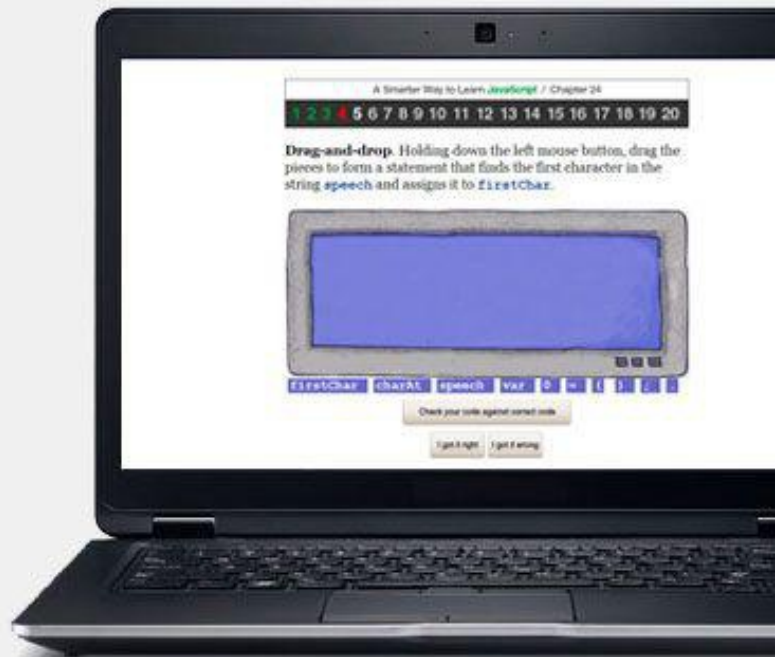 A Smarter Way to Learn JavaScript / Chapter 24
1 2 3 4 5 6 7 8 9 10 11 12 13 14 15 16 17 18 19 20
Drag-and-drop. Holding down the left mouse button, drag the
pieces to form a statement that finds the first character in the
string speech and assigns it to firstChar.
firstChar charAt speech var 0 = ( ) ; .
Check your code against correct code
I got it right I got it wrong